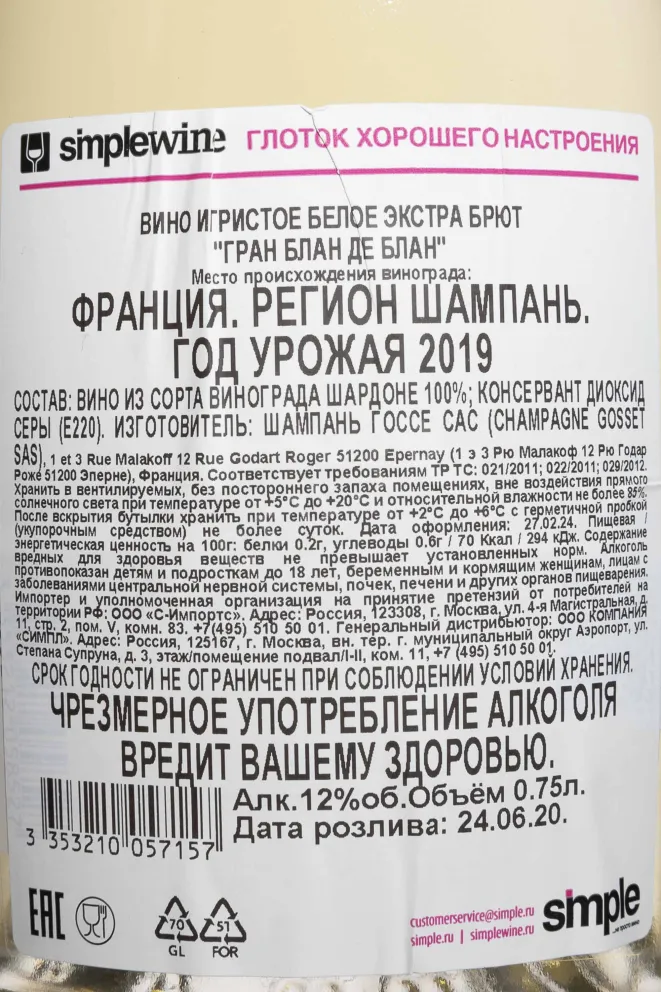 simplewine ГЛОТОК ХОРОШЕГО НАСТРОЕНИЯ
ВИНО ИГРИСТОЕ БЕЛОЕ ЭКСТРА БРЮТ
"ГРАН БЛАН ДЕ БЛАН"
Место происхождения винограда:
ФРАНЦИЯ. РЕГИОН ШАМПАНЬ.
ГОД УРОЖАЯ 2019
СОСТАВ: ВИНО ИЗ СОРТА ВИНОГРАДА ШАРДОНЕ 100%; КОНСЕРВАНТ ДИОКСИД
СЕРЫ (Е220). ИЗГОТОВИТЕЛЬ: ШАМПАНЬ ГОССЕ САС (CHAMPAGNE GOSSET
SAS), 1 et 3 Rue Malakoff 12 Rue Godart Roger 51200 Epernay (1 э 3 Рю Малакоф 12 Рю Годар
Роже 51200 Эперне), Франция. Соответствует требованиям ТР ТС: 021/2011; 022/2011; 029/2012.
Хранить в вентилируемых, без постороннего запаха помещениях, вне воздействия прямого
солнечного света при температуре от +5°С до +20°С и относительной влажности не более 85%.
После вскрытия бутылки хранить при температуре от +2°С до +6°С с герметичной пробкой
(укупорочным средством) не более суток. Дата оформления: 27.02.24. Пищевая /
энергетическая ценность на 100г: белки 0.2г, углеводы 0.6г / 70 Ккал / 294 кДж. Содержание
вредных для здоровья веществ не превышает установленных норм. Алкоголь
противопоказан детям и подросткам до 18 лет, беременным и кормящим женщинам, лицам с
заболеваниями центральной нервной системы, почек, печени и других органов пищеварения.
Импортер и уполномоченная организация на принятие претензий от потребителей на
территории РФ: ООО «С-Импортс». Адрес: Россия, 123308, г. Москва, ул. 4-я Магистральная, д.
11, стр. 2, пом. V, комн. 83. +7(495) 510 50 01. Генеральный дистрибьютор: ООО КОМПАНИЯ
«СИМПЛ». Адрес: Россия, 125167, г. Москва, вн. тер. г. муниципальный округ Аэропорт, ул.
Степана Супруна, д. 3, этаж/помещение подвал/I-II, ком. 11, +7 (495) 510 50 01.
СРОК ГОДНОСТИ НЕ ОГРАНИЧЕН ПРИ СОБЛЮДЕНИИ УСЛОВИЙ ХРАНЕНИЯ.
ЧРЕЗМЕРНОЕ УПОТРЕБЛЕНИЕ АЛКОГОЛЯ
ВРЕДИТ ВАШЕМУ ЗДОРОВЬЮ.
Алк.12%об.Объём 0.75л.
Дата розлива: 24.06.20.
3 353210 057157
EAC
70 GL
51 FOR
customerservice@simple.ru
simple.ru | simplewine.ru
simple
...не просто вино